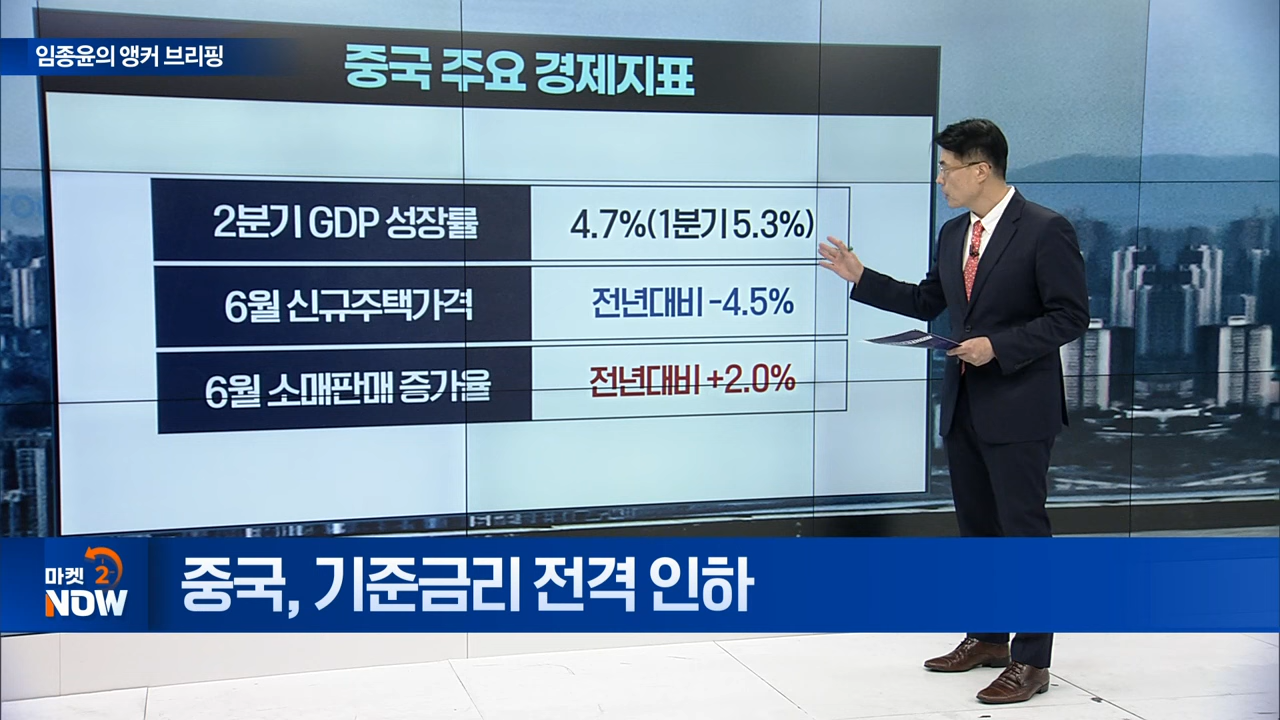 임종윤의 앵커 브리핑
중국 주요 경제지표
2분기 GDP 성장률
4.7%(1분기 5.3%)
6월 신규주택가격
전년대비 -4.5%
6월 소매판매 증가율
전년대비 +2.0%
마켓 2
NOW
중국, 기준금리 전격 인하